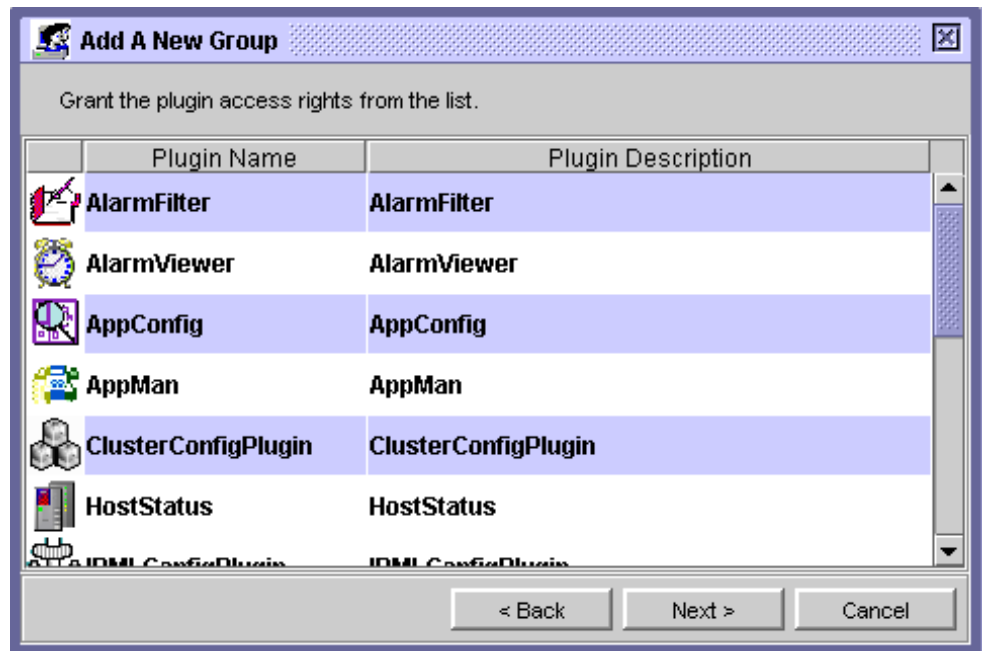 Add A New Group
Grant the plugin access rights from the list.
Plugin Name Plugin Description
AlarmFilter AlarmFilter
AlarmViewer AlarmViewer
AppConfig AppConfig
AppMan AppMan
ClusterConfigPlugin ClusterConfigPlugin
HostStatus HostStatus
< Back Next > Cancel